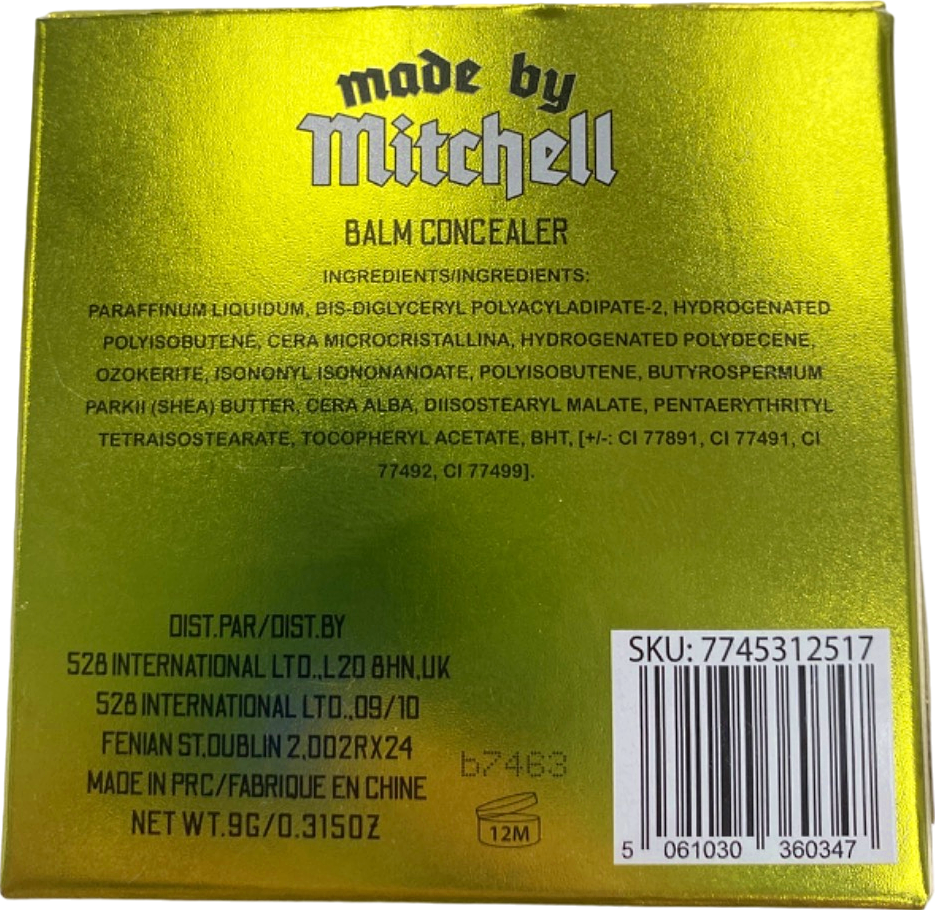 made by
Mitchell
BALM CONCEALER
INGREDIENTS/INGREDIENTS:
PARAFFINUM LIQUIDUM, BIS-DIGLYCERYL POLYACYLADIPATE-2, HYDROGENATED
POLYISOBUTENE, CERA MICROCRISTALLINA, HYDROGENATED POLYDECENE,
OZOKERITE, ISONONYL ISONONANOATE, POLYISOBUTENE, BUTYROSPERMUM
PARKII (SHEA) BUTTER, CERA ALBA, DIISOSTEARYL MALATE, PENTAERYTHRITYL
TETRAISOSTEARATE, TOCOPHERYL ACETATE, BHT, [+/-: CI 77891, CI 77491, CI
77492, CI 77499].
DIST.PAR/DIST.BY
528 INTERNATIONAL LTD.,L20 8HN,UK
528 INTERNATIONAL LTD.,09/10
FENIAN ST,DUBLIN 2,D02RX24
MADE IN PRC/FABRIQUE EN CHINE
NET WT.9G/0.315OZ
b7463
12M
SKU: 7745312517
5 061030 360347